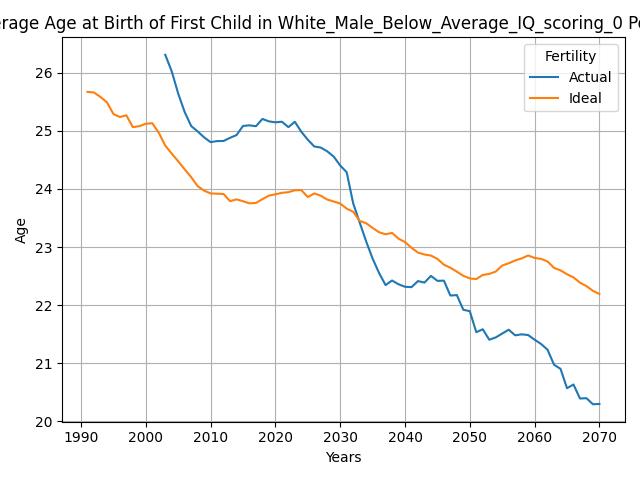 erage Age at Birth of First Child in White_Male_Below_Average_IQ_scoring_0 Po
Fertility
Actual
Ideal
Age
26
25
24
23
22
21
20
1990 2000 2010 2020 2030 2040 2050 2060 2070
Years